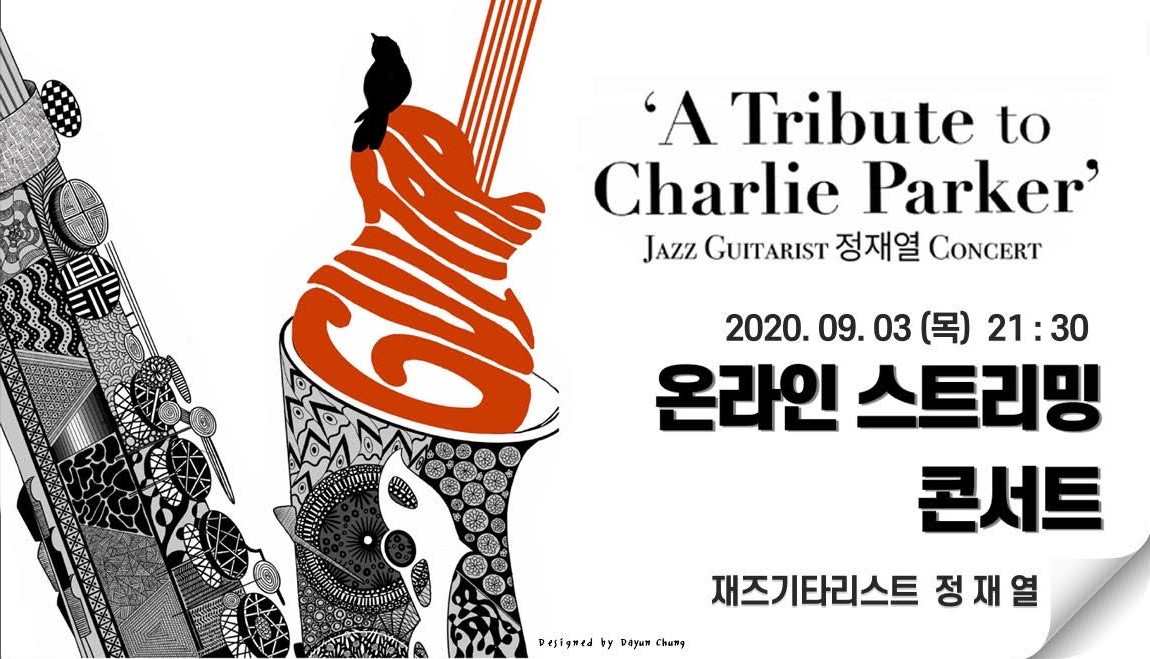 GUITAR
‘A Tribute to
Charlie Parker’
JAZZ GUITARIST 정재열 CONCERT
2020. 09. 03 (목) 21 : 30
온라인 스트리밍
콘서트
재즈기타리스트 정 재 열
Designed by Dayun Chung